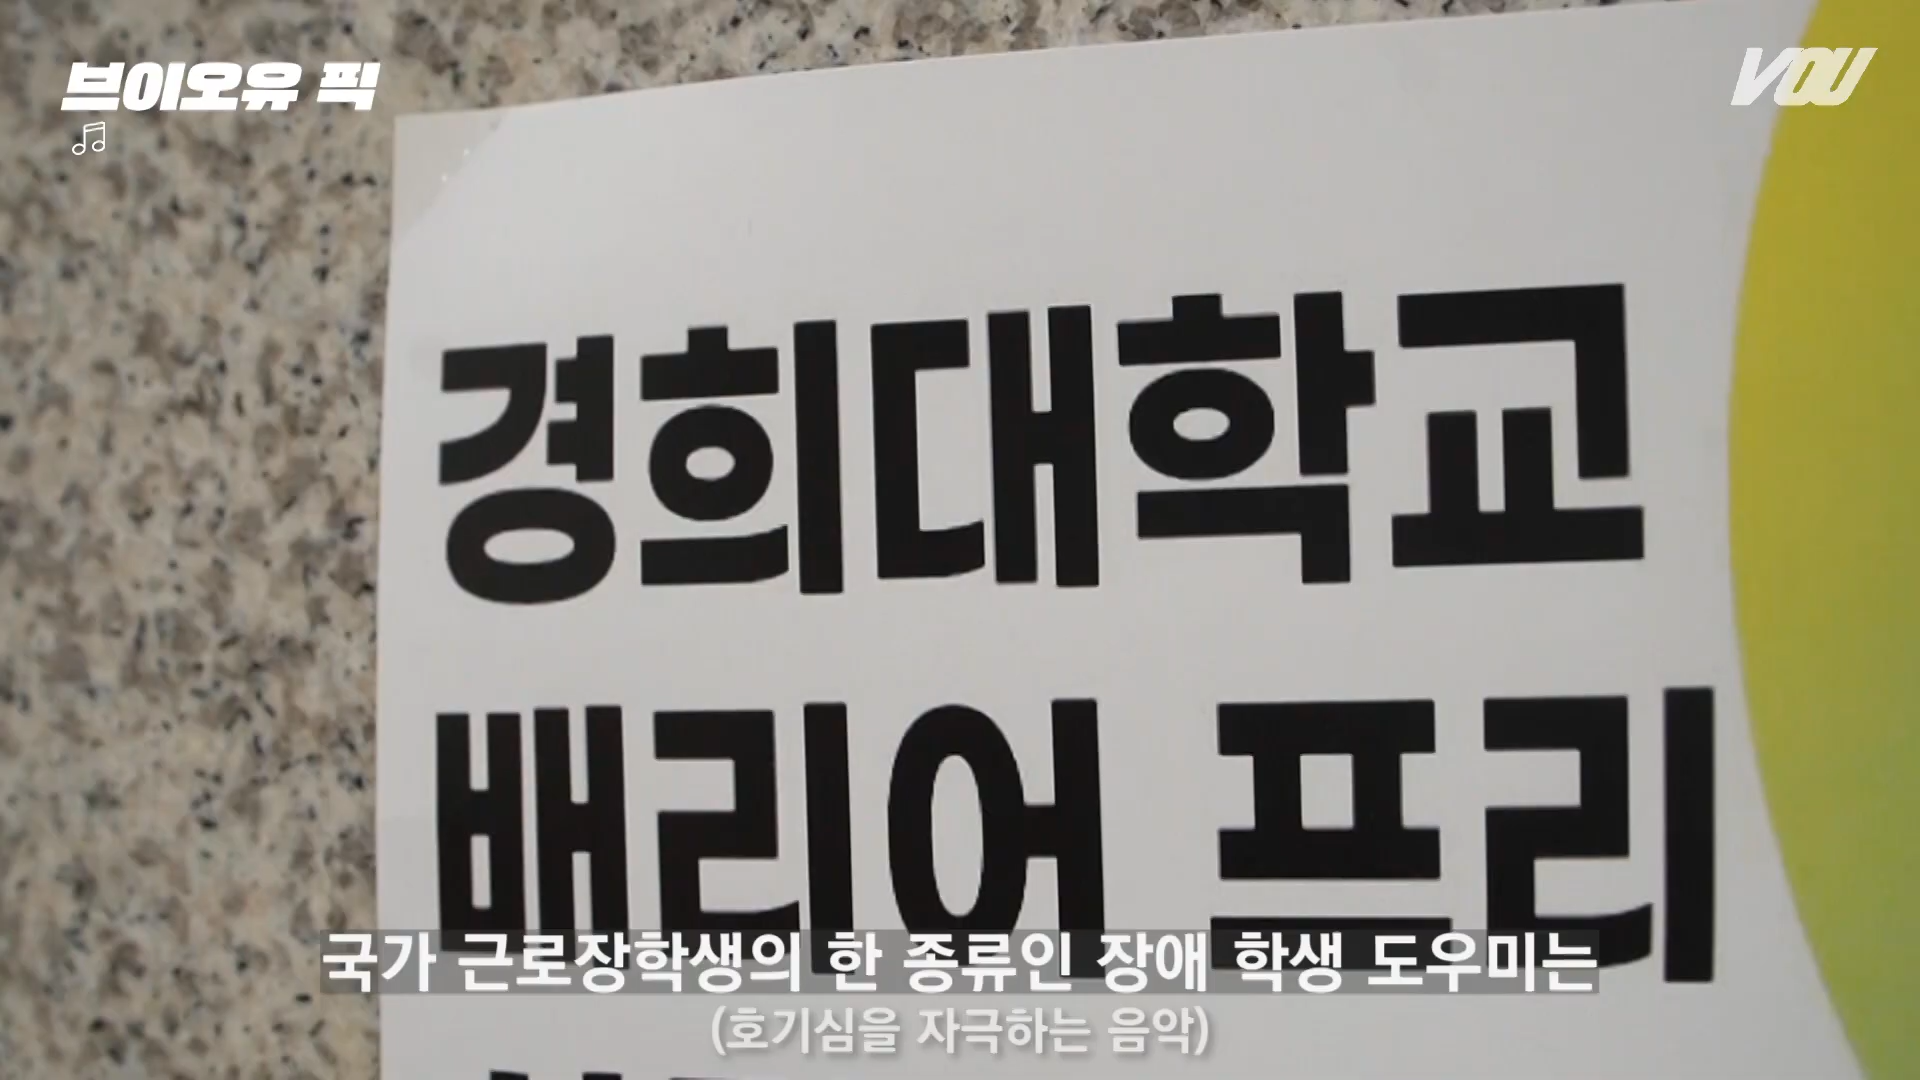 브이오유 픽
VOU
경희대학교
배리어 프리
국가 근로장학생의 한 종류인 장애 학생 도우미는
(호기심을 자극하는 음악)